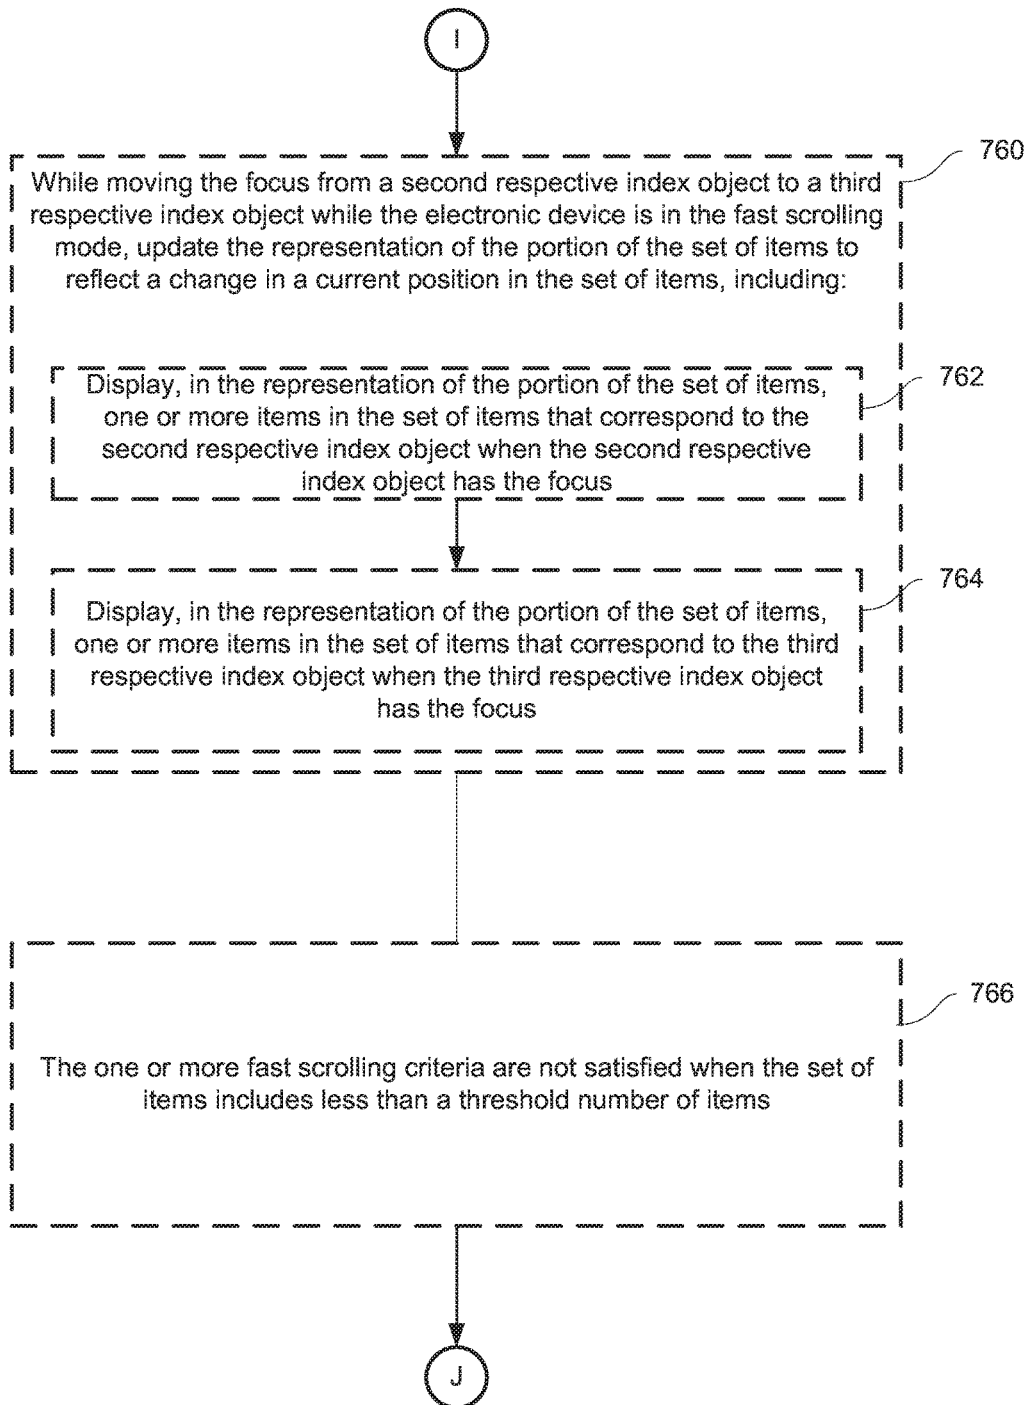 I
760
While moving the focus from a second respective index object to a third
respective index object while the electronic device is in the fast scrolling
mode, update the representation of the portion of the set of items to
reflect a change in a current position in the set of items, including:
762
Display, in the representation of the portion of the set of items,
one or more items in the set of items that correspond to the
second respective index object when the second respective
index object has the focus
764
Display, in the representation of the portion of the set of items,
one or more items in the set of items that correspond to the third
respective index object when the third respective index object
has the focus
766
The one or more fast scrolling criteria are not satisfied when the set of
items includes less than a threshold number of items
J